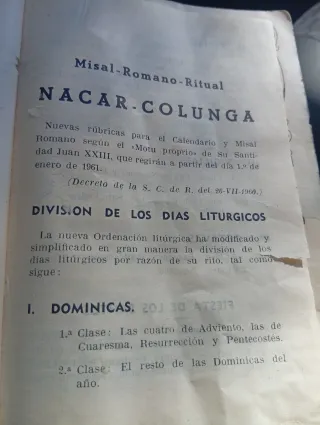 Misal-Romano-Ritual
NACAR-COLUNGA
Nuevas rúbricas para el Calendario y Misal
Romano según el «Motu proprio» de Su Santi-
dad Juan XXIII, que regirán a partir del día 1.º de
enero de 1961.
(Decreto de la S. C. de R. del 26-VII-1960.)
DIVISION DE LOS DIAS LITURGICOS
La nueva Ordenación litúrgica ha modificado y
simplificado en gran manera la división de los
días litúrgicos por razón de su rito, tal como
sigue:
I. DOMINICAS.
1.ª Clase: Las cuatro de Adviento, las de
Cuaresma, Resurrección y Pentecostés.
2.ª Clase: El resto de las Dominicas del
año.